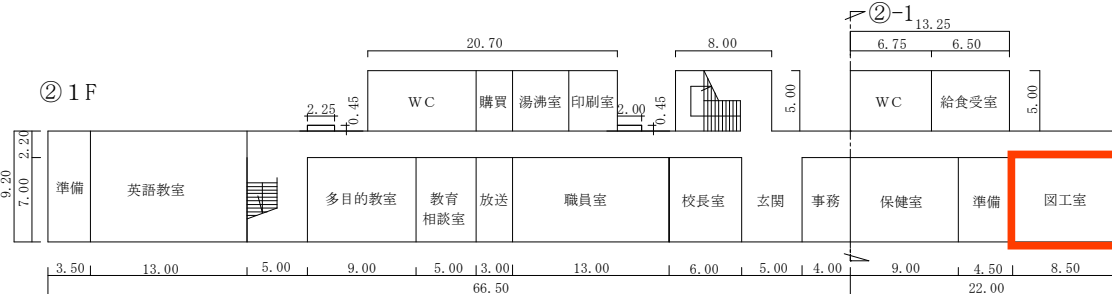 ②-1
13.25
20.70
8.00
6.75 6.50
② 1F
WC 購買 湯沸室 印刷室
WC 給食受室
2.25 0.45
2.00 0.45
5.00
5.00
9.20
2.20
7.00
準備 英語教室 多目的教室 教育相談室 放送 職員室 校長室 玄関 事務 保健室 準備 図工室
3.50 13.00 5.00 9.00 5.00 3.00 13.00 6.00 5.00 4.00 9.00 4.50 8.50
66.50 22.00